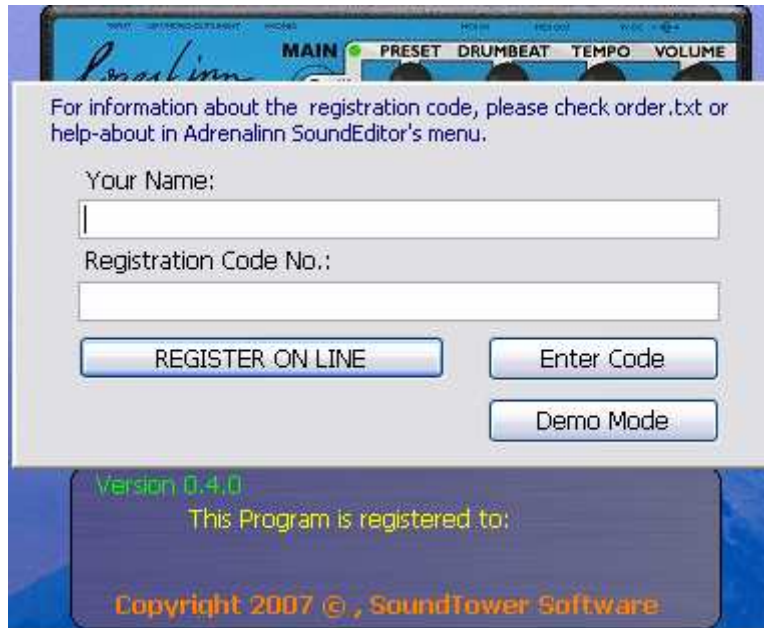 MAIN PRESET DRUMBEAT TEMPO VOLUME
For information about the registration code, please check order.txt or
help-about in Adrenalinn SoundEditor's menu.
Your Name:
Registration Code No.:
REGISTER ON LINE
Enter Code
Demo Mode
Version 0.4.0
This Program is registered to:
Copyright 2007 © , SoundTower Software